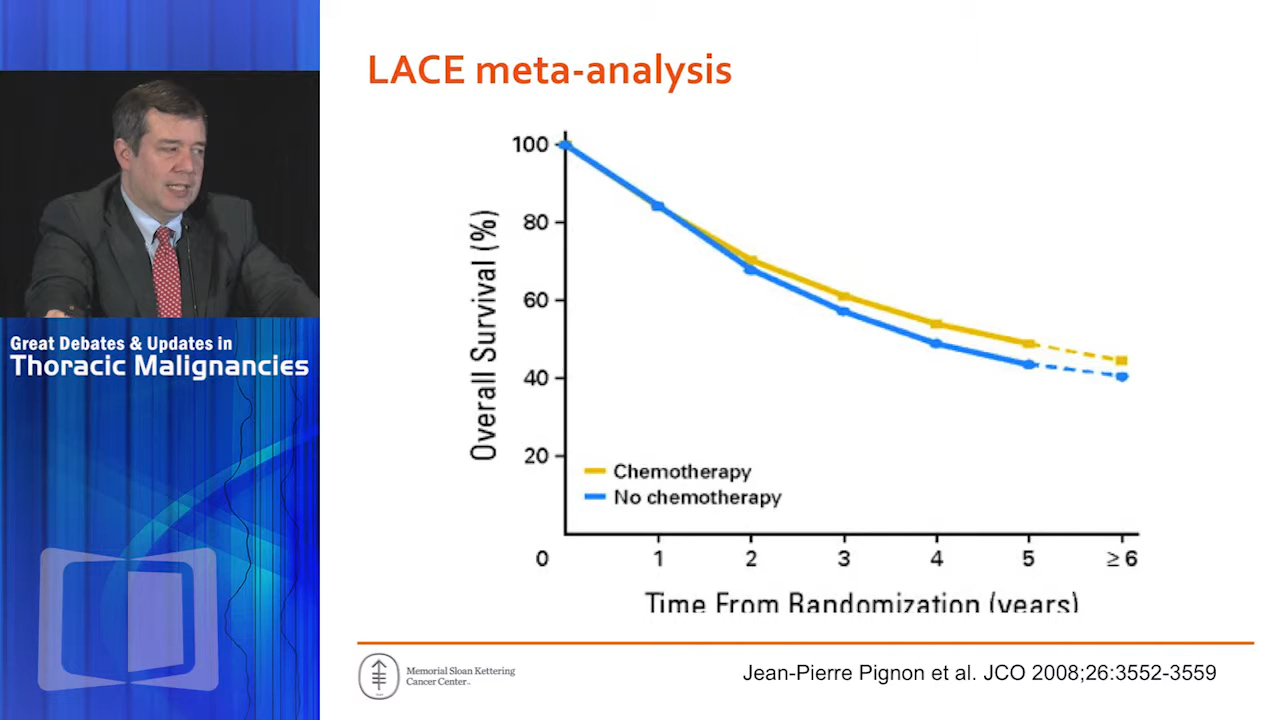 LACE meta-analysis
100
80
60
40
20
0
Overall Survival (%)
Chemotherapy
No chemotherapy
1 2 3 4 5 ≥ 6
Time From Randomization (years)
Great Debates & Updates in
Thoracic Malignancies
Memorial Sloan Kettering
Cancer Center
Jean-Pierre Pignon et al. JCO 2008;26:3552-3559